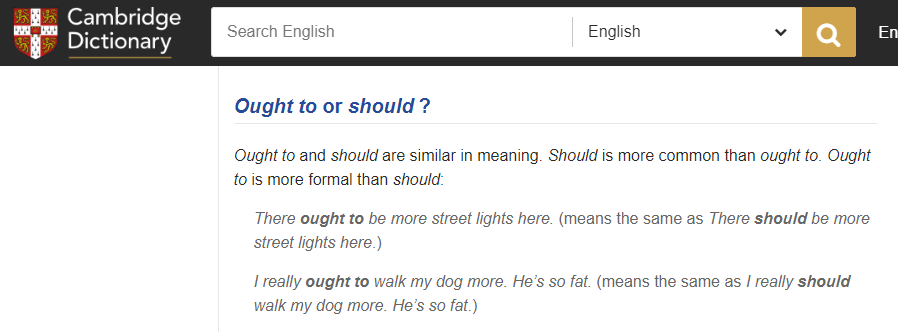 Cambridge
Dictionary
Search English
English
En
Ought to or should ?
Ought to and should are similar in meaning. Should is more common than ought to. Ought
to is more formal than should:
There ought to be more street lights here. (means the same as There should be more
street lights here.)
I really ought to walk my dog more. He’s so fat. (means the same as I really should
walk my dog more. He’s so fat.)